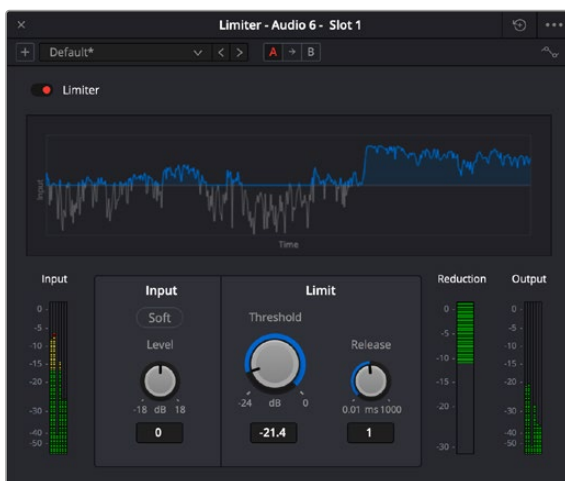 Limiter - Audio 6 - Slot 1
Default*
A
B
Limiter
Input
Time
Input
0
-5
-10
-15
-20
-30
-40
-50
Input
Soft
Level
-18 dB 18
0
Limit
Threshold
-24 dB 0
-21.4
Release
0.01 ms 1000
1
Reduction
0
-5
-10
-15
-20
-30
Output
0
-5
-10
-15
-20
-30
-40
-50